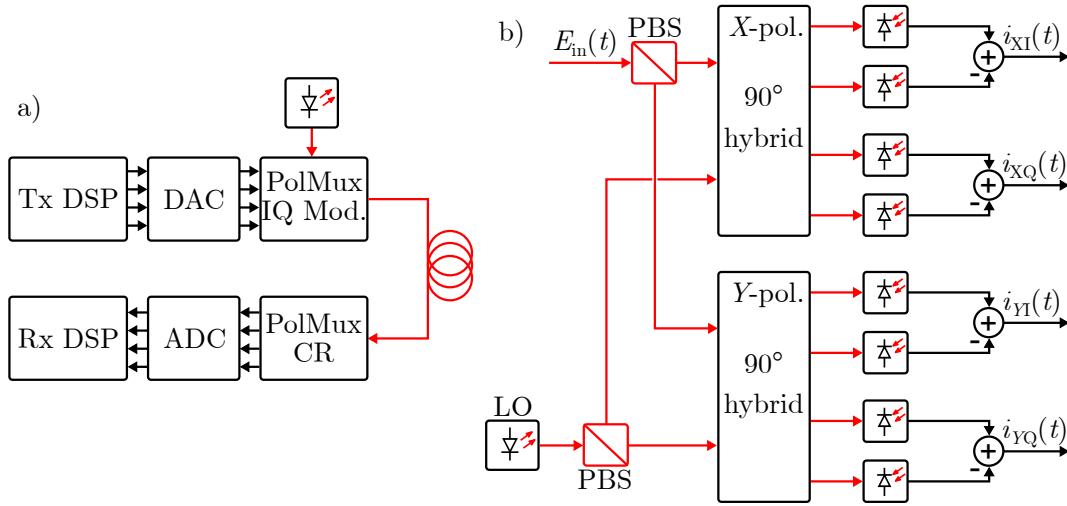 a)
Tx DSP
DAC
PolMux
IQ Mod.
Rx DSP
ADC
PolMux
CR
b)
E_in(t)
PBS
X-pol.
90°
hybrid
+
-
i_XI(t)
+
-
i_XQ(t)
LO
PBS
Y-pol.
90°
hybrid
+
-
i_YI(t)
+
-
i_YQ(t)